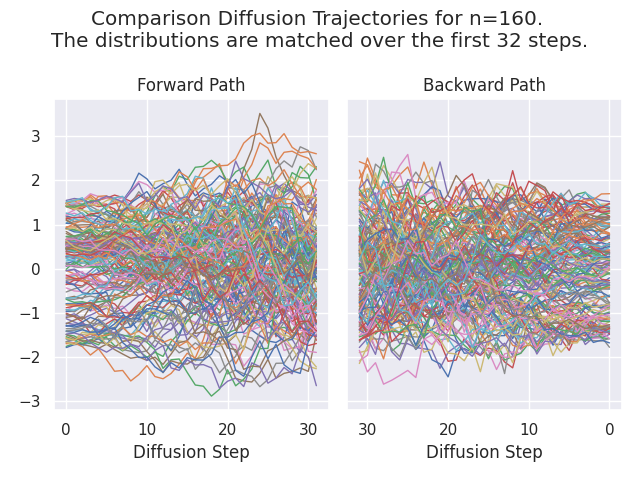 Comparison Diffusion Trajectories for n=160.
The distributions are matched over the first 32 steps.
Forward Path
Backward Path
3
2
1
0
−1
−2
−3
0
10
20
30
30
20
10
0
Diffusion Step
Diffusion Step